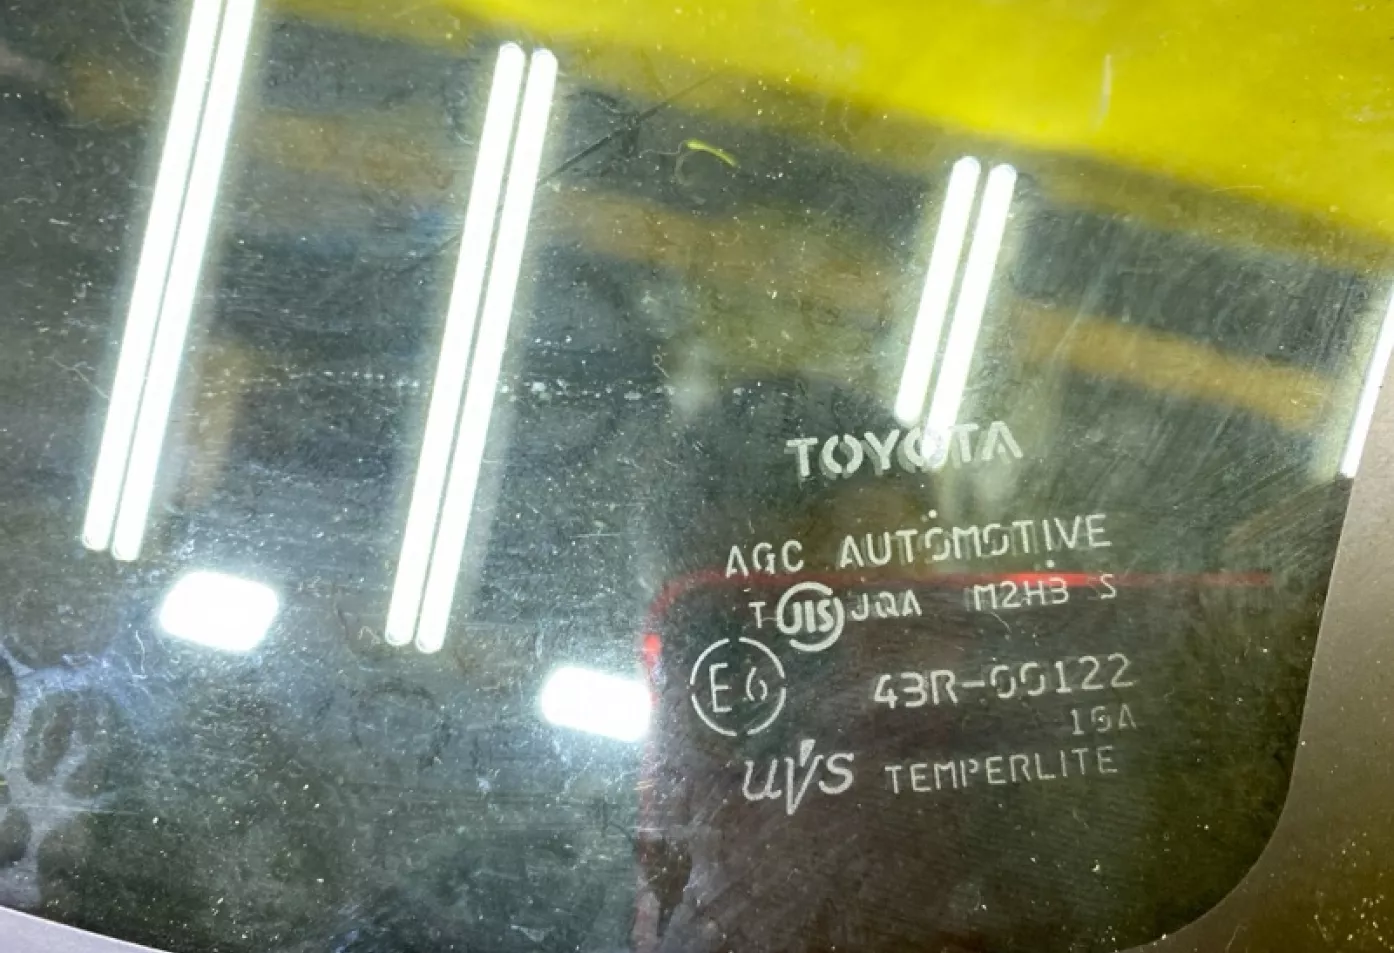 TOYOTA
AGC AUTOMOTIVE
T JIS JQA M2H3 S
E6 43R-00122
16A
UVS TEMPERLITE